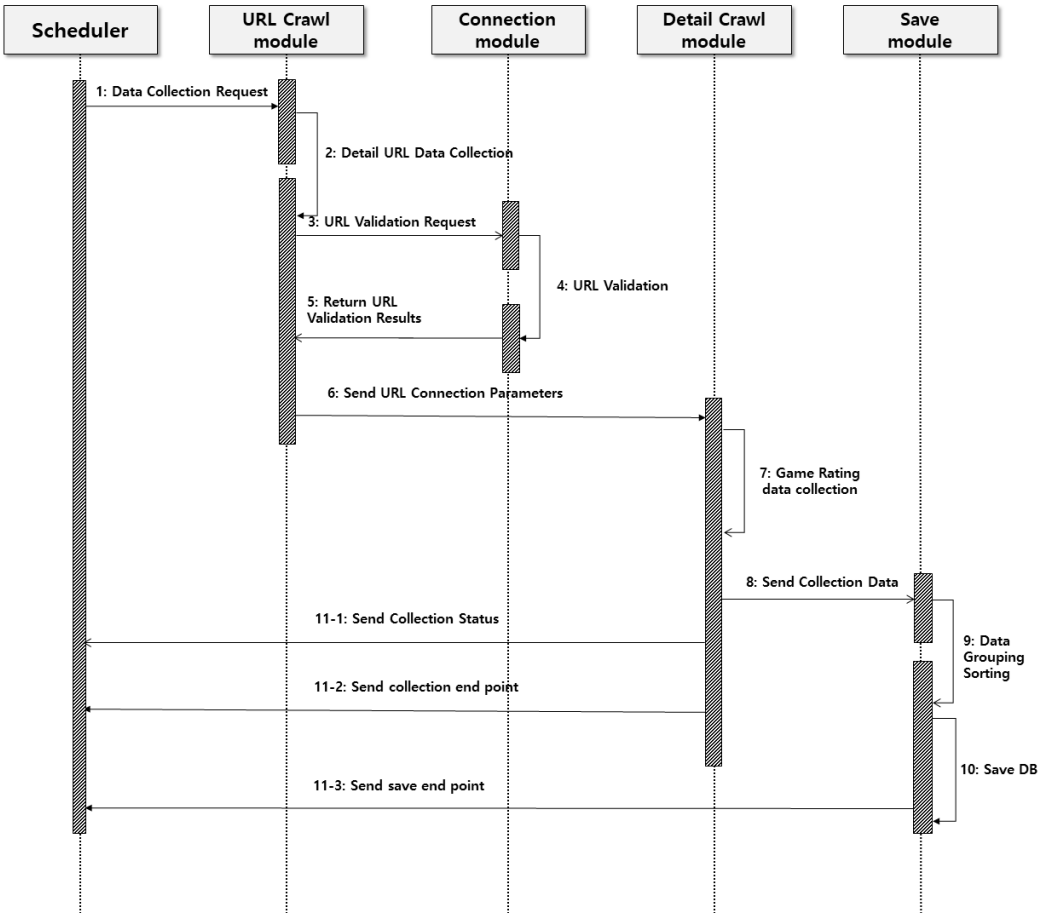 Scheduler
URL Crawl
module
Connection
module
Detail Crawl
module
Save
module
1: Data Collection Request
2: Detail URL Data Collection
3: URL Validation Request
4: URL Validation
5: Return URL
Validation Results
6: Send URL Connection Parameters
7: Game Rating
data collection
8: Send Collection Data
11-1: Send Collection Status
9: Data
Grouping
Sorting
11-2: Send collection end point
10: Save DB
11-3: Send save end point